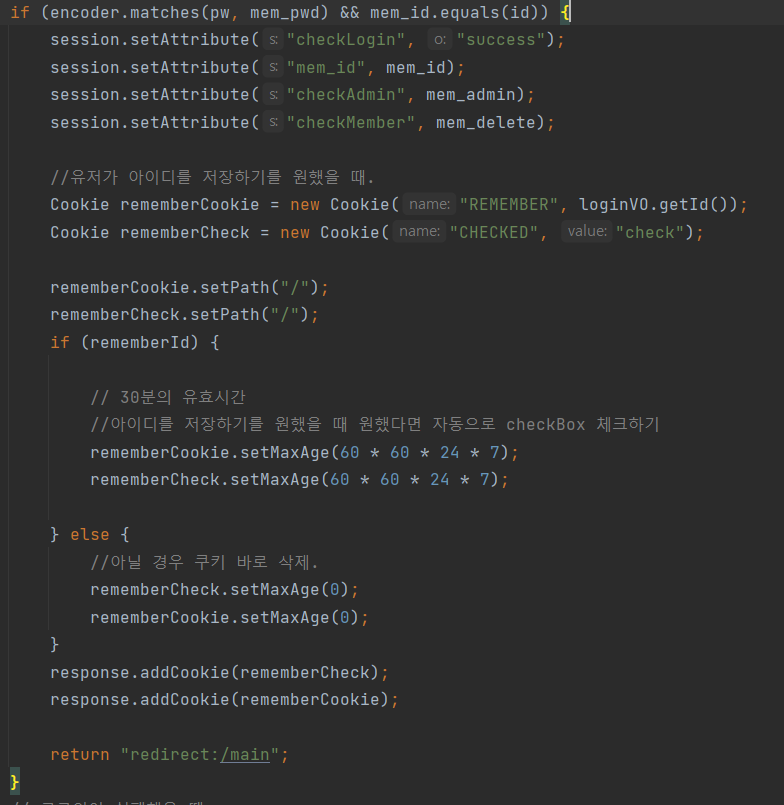 if (encoder.matches(pw, mem_pwd) && mem_id.equals(id)) {
session.setAttribute( s: "checkLogin", o: "success");
session.setAttribute( s: "mem_id", mem_id);
session.setAttribute( s: "checkAdmin", mem_admin);
session.setAttribute( s: "checkMember", mem_delete);
//유저가 아이디를 저장하기를 원했을 때.
Cookie rememberCookie = new Cookie( name: "REMEMBER", loginVO.getId());
Cookie rememberCheck = new Cookie( name: "CHECKED", value: "check");
rememberCookie.setPath("/");
rememberCheck.setPath("/");
if (rememberId) {
// 30분의 유효시간
//아이디를 저장하기를 원했을 때 원했다면 자동으로 checkBox 체크하기
rememberCookie.setMaxAge(60 * 60 * 24 * 7);
rememberCheck.setMaxAge(60 * 60 * 24 * 7);
} else {
//아닐 경우 쿠키 바로 삭제.
rememberCheck.setMaxAge(0);
rememberCookie.setMaxAge(0);
}
response.addCookie(rememberCheck);
response.addCookie(rememberCookie);
return "redirect:/main";
}